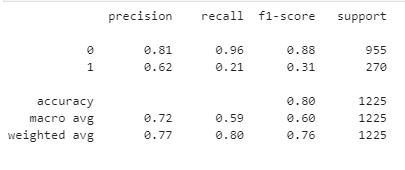 precision recall f1-score support
0 0.81 0.96 0.88 955
1 0.62 0.21 0.31 270
accuracy 0.80 1225
macro avg 0.72 0.59 0.60 1225
weighted avg 0.77 0.80 0.76 1225